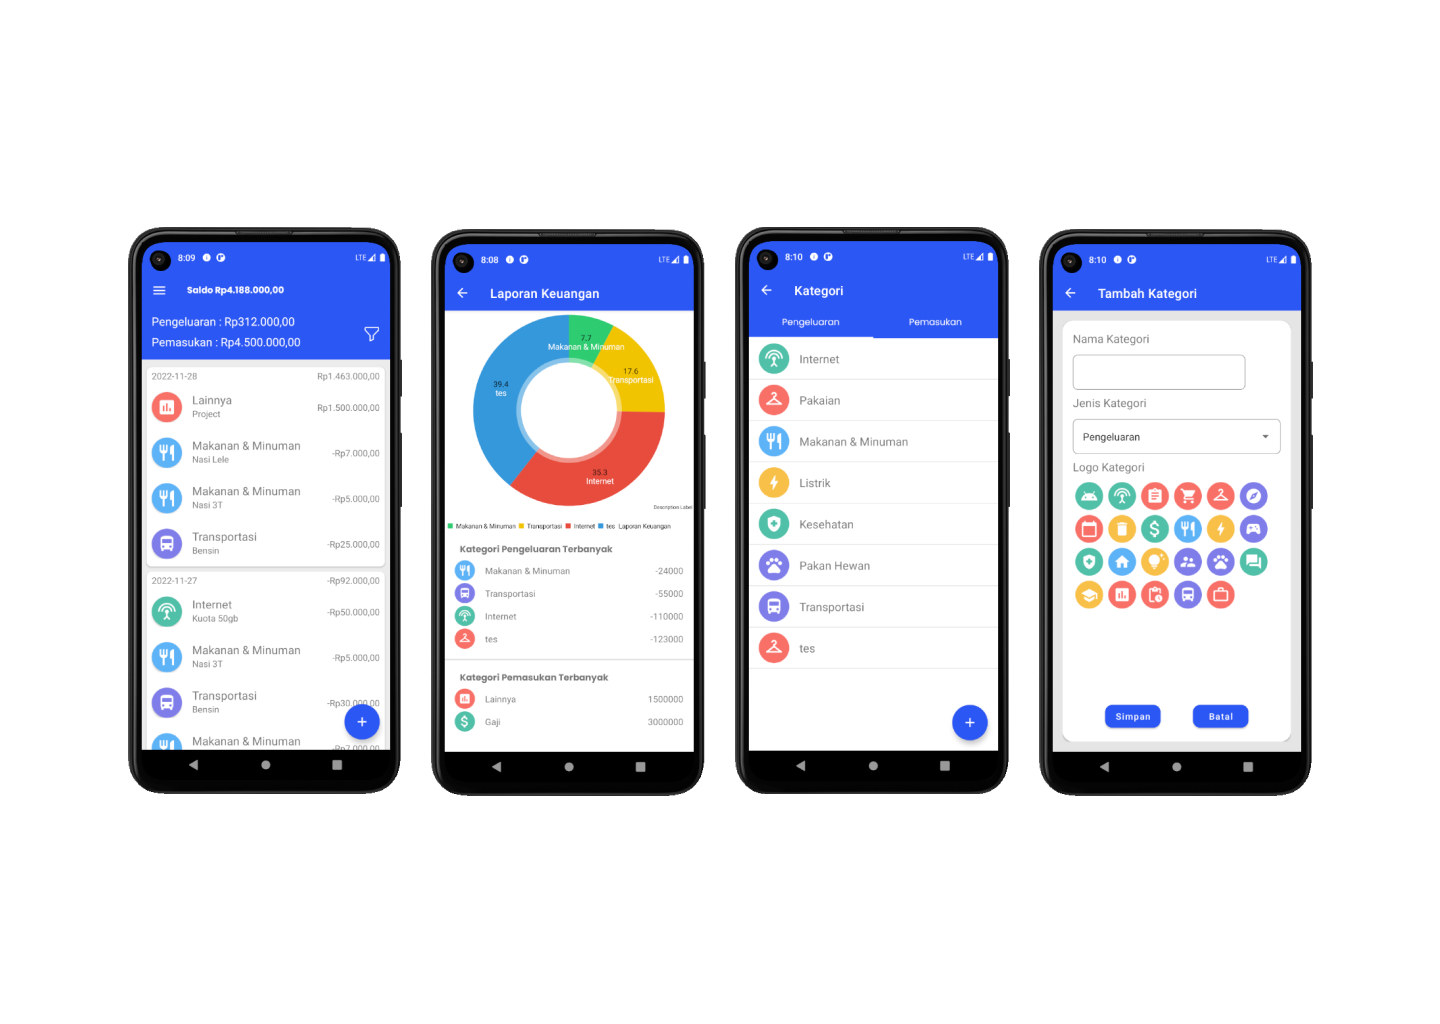 8:09
LTE
Saldo Rp4.188.000,00
Pengeluaran : Rp312.000,00
Pemasukan : Rp4.500.000,00
2022-11-28 Rp1.463.000,00
Lainnya
Project
Rp1.500.000,00
Makanan & Minuman
Nasi Lele
-Rp7.000,00
Makanan & Minuman
Nasi 3T
-Rp5.000,00
Transportasi
Bensin
-Rp25.000,00
2022-11-27 -Rp92.000,00
Internet
Kuota 50gb
-Rp50.000,00
Makanan & Minuman
Nasi 3T
-Rp5.000,00
Transportasi
Bensin
-Rp30.000,00
Makanan & Minuman
-Rp7.000,00
8:08
LTE
Laporan Keuangan
7.7
Makanan & Minuman
17.6
Transportasi
39.4
tes
35.3
Internet
Description Label
Makanan & Minuman Transportasi Internet tes Laporan Keuangan
Kategori Pengeluaran Terbanyak
Makanan & Minuman -24000
Transportasi -55000
Internet -110000
tes -123000
Kategori Pemasukan Terbanyak
Lainnya 1500000
Gaji 3000000
8:10
LTE
Kategori
Pengeluaran Pemasukan
Internet
Pakaian
Makanan & Minuman
Listrik
Kesehatan
Pakan Hewan
Transportasi
tes
8:10
LTE
Tambah Kategori
Nama Kategori
Jenis Kategori
Pengeluaran
Logo Kategori
Simpan Batal